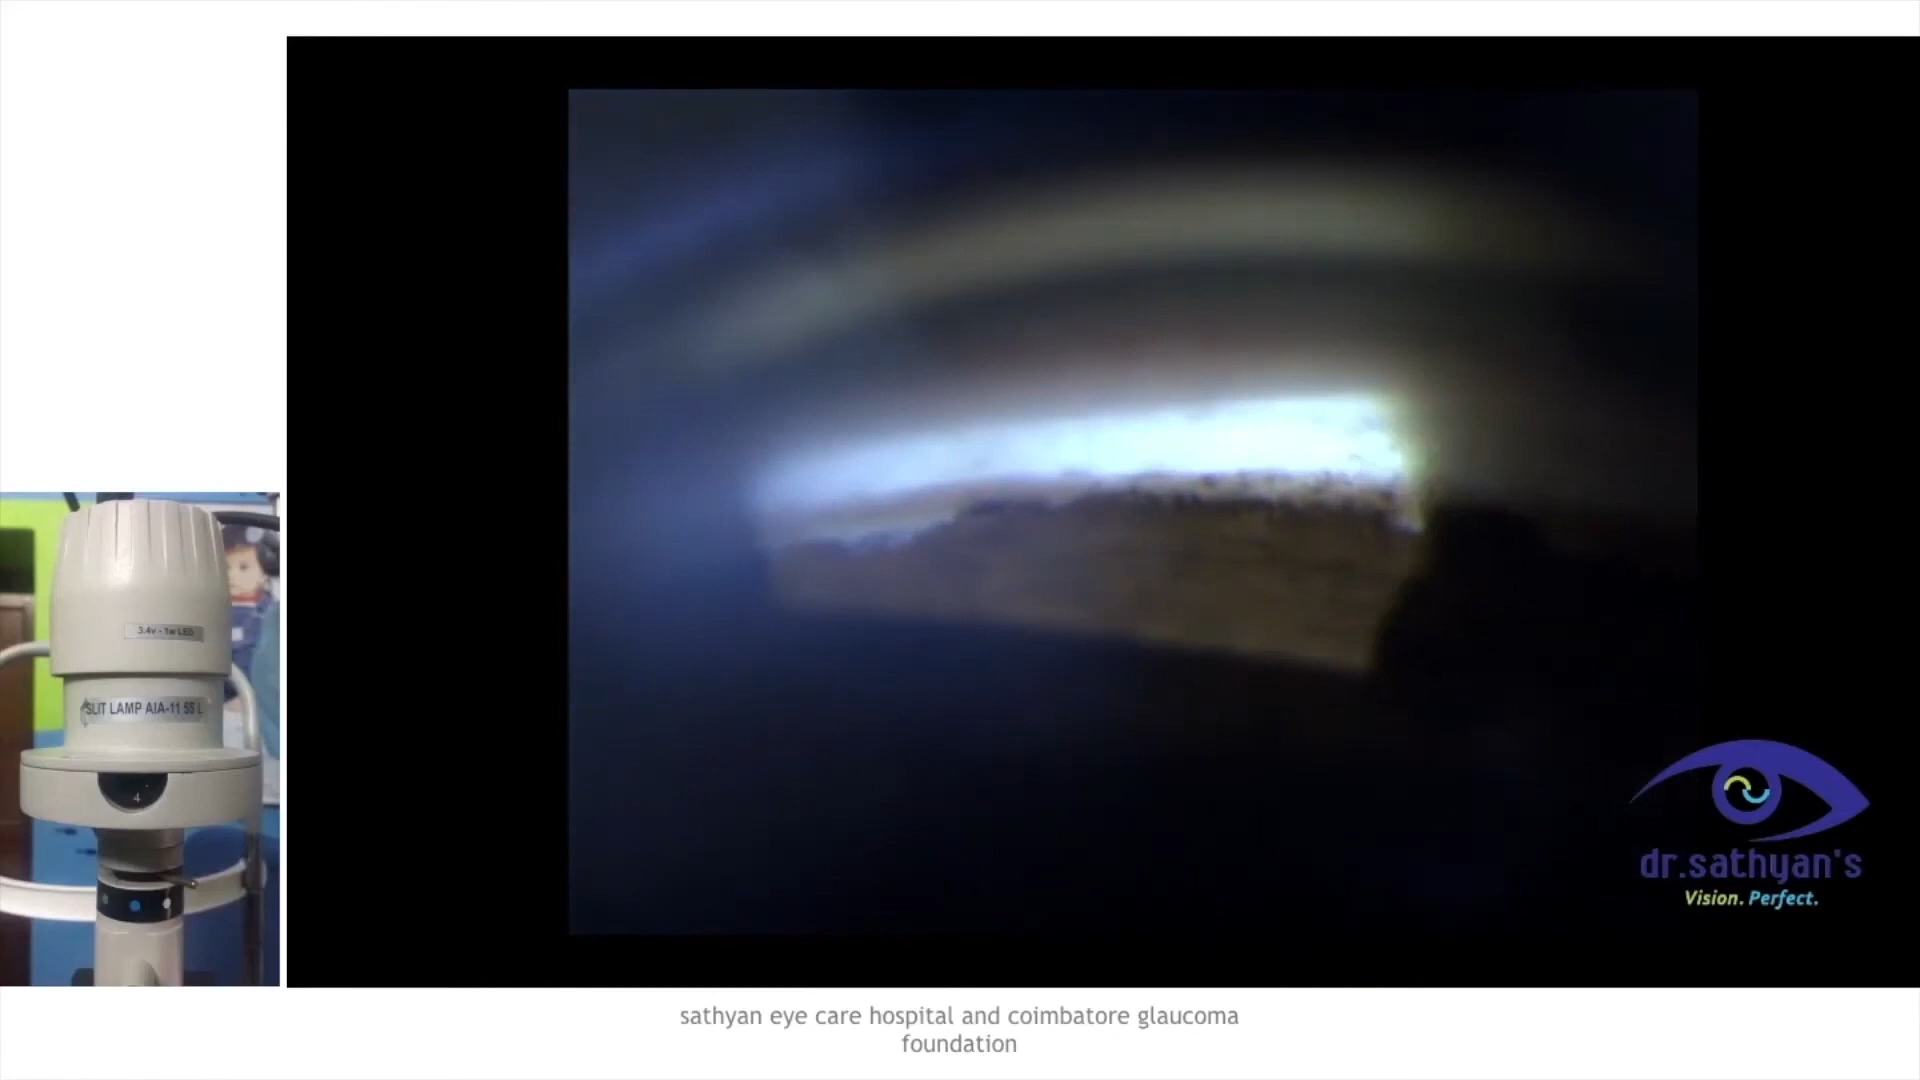 3.4v - 1w LED
SLIT LAMP AIA-11 5S L
4
dr.sathyan's
Vision. Perfect.
sathyan eye care hospital and coimbatore glaucoma
foundation